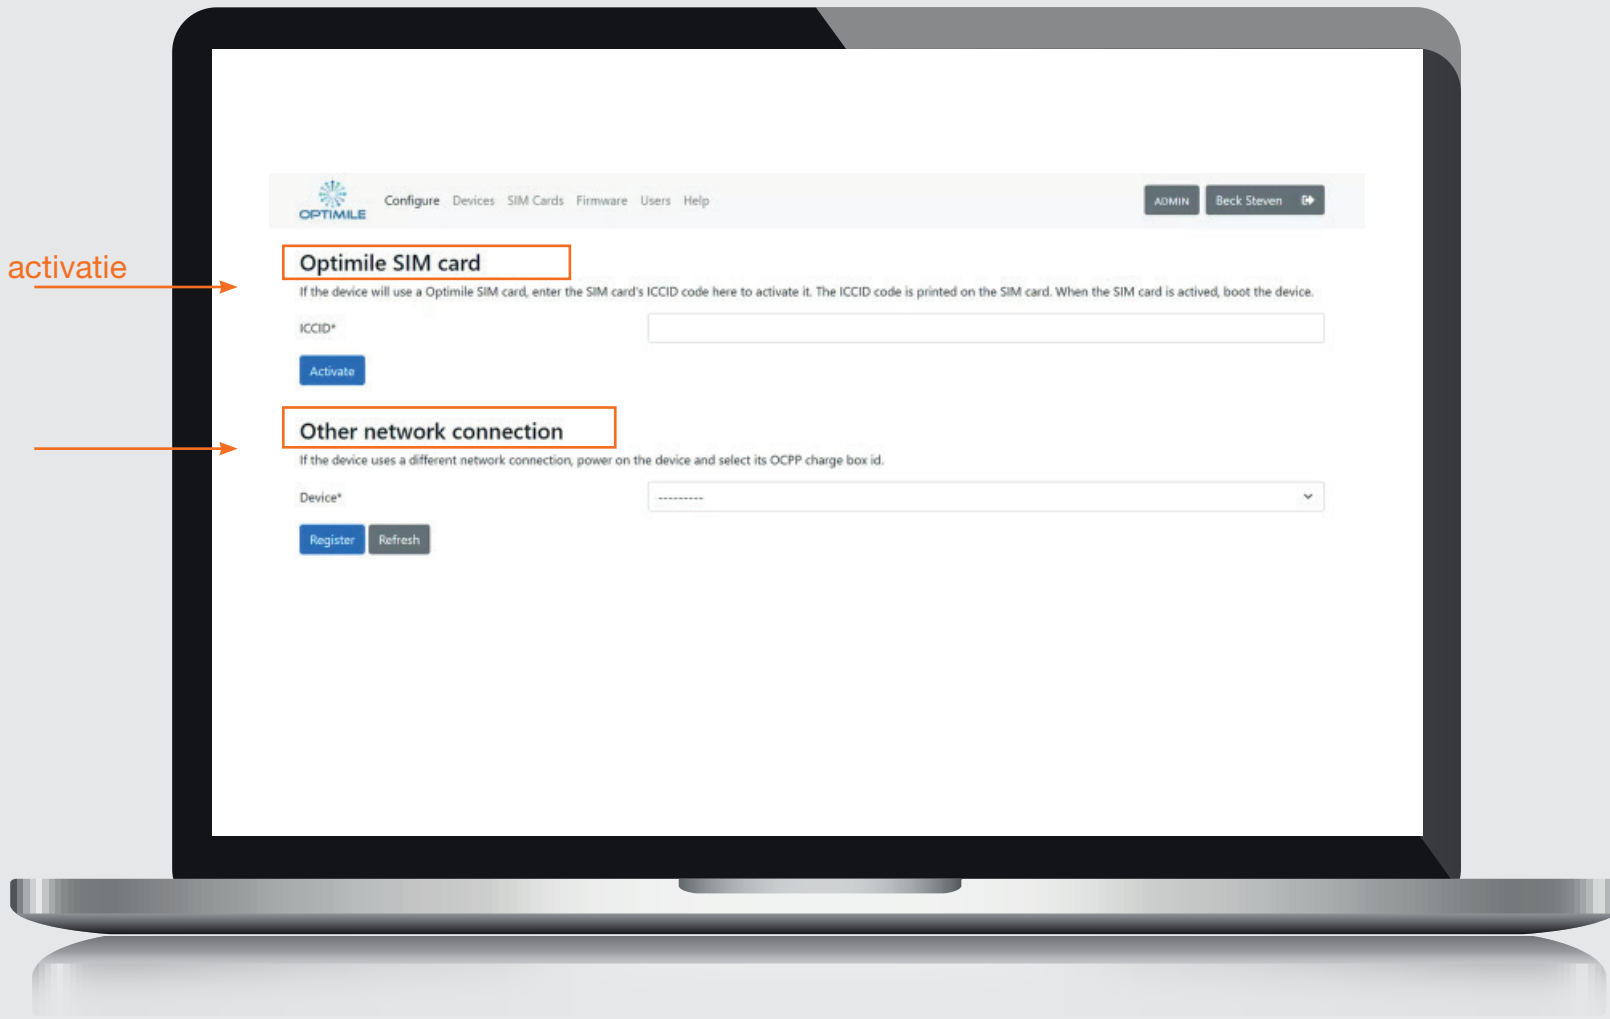 OPTIMILE
Configure Devices SIM Cards Firmware Users Help
ADMIN Beck Steven
activatie
Optimile SIM card
If the device will use a Optimile SIM card, enter the SIM card's ICCID code here to activate it. The ICCID code is printed on the SIM card. When the SIM card is actived, boot the device.
ICCID*
Activate
Other network connection
If the device uses a different network connection, power on the device and select its OCPP charge box id.
Device* ---------
Register Refresh